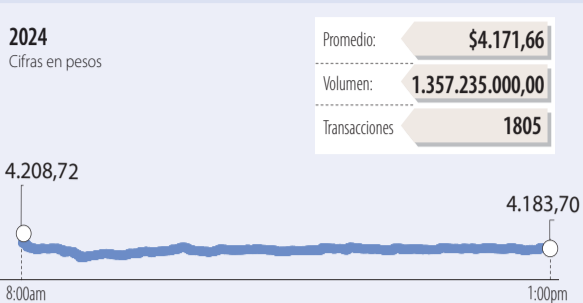 2024
Cifras en pesos
Promedio: $4.171,66
Volumen: 1.357.235.000,00
Transacciones 1805
4.208,72
4.183,70
8:00am 1:00pm